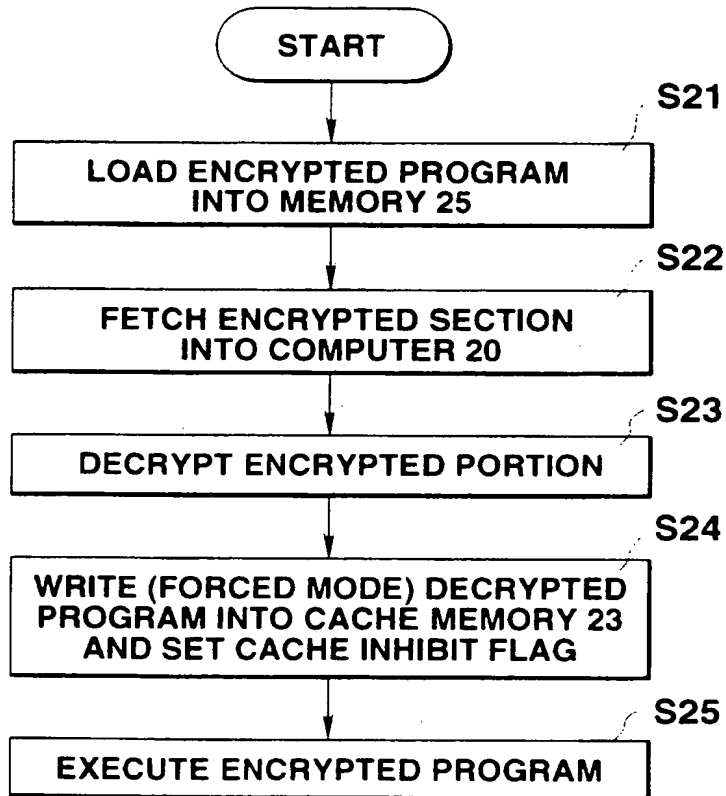 START
S21
LOAD ENCRYPTED PROGRAM
INTO MEMORY 25
S22
FETCH ENCRYPTED SECTION
INTO COMPUTER 20
S23
DECRYPT ENCRYPTED PORTION
S24
WRITE (FORCED MODE) DECRYPTED
PROGRAM INTO CACHE MEMORY 23
AND SET CACHE INHIBIT FLAG
S25
EXECUTE ENCRYPTED PROGRAM